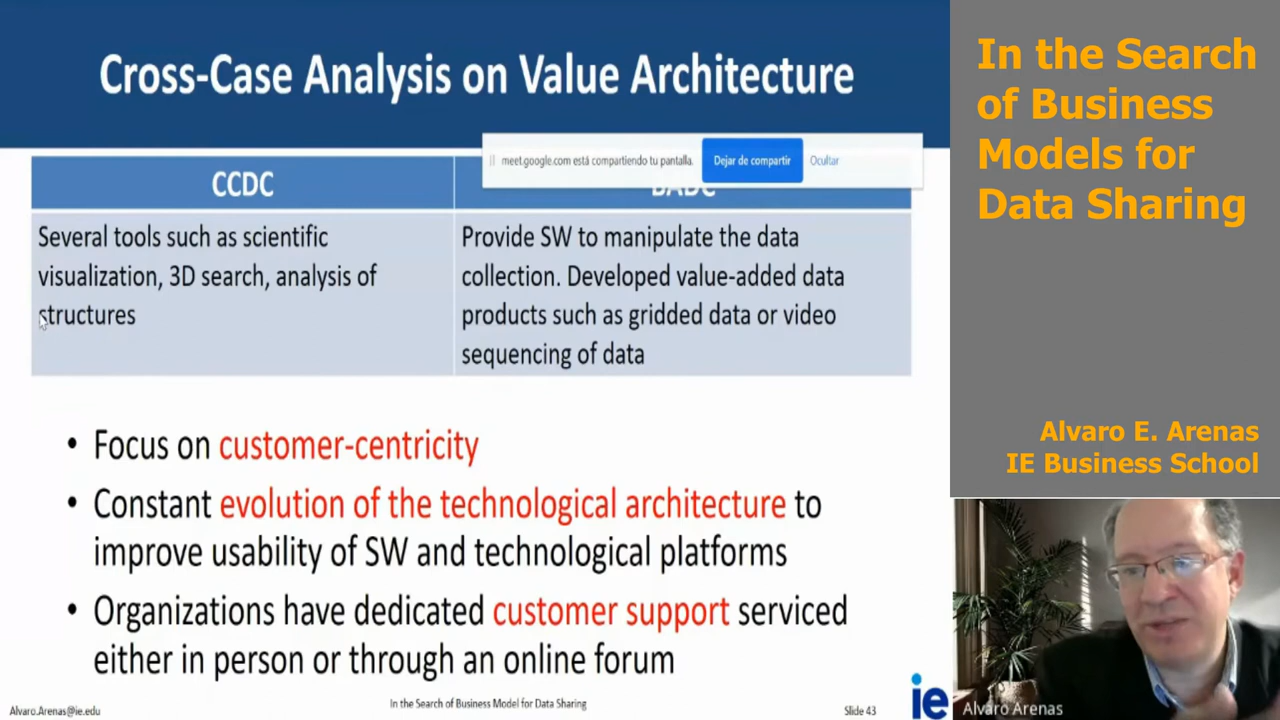 Cross-Case Analysis on Value Architecture
meet.google.com está compartiendo tu pantalla.
Dejar de compartir
Ocultar
CCDC
BADC
Several tools such as scientific
visualization, 3D search, analysis of
structures
Provide SW to manipulate the data
collection. Developed value-added data
products such as gridded data or video
sequencing of data
• Focus on customer-centricity
• Constant evolution of the technological architecture to
improve usability of SW and technological platforms
• Organizations have dedicated customer support serviced
either in person or through an online forum
Alvaro.Arenas@ie.edu
In the Search of Business Model for Data Sharing
Slide 43
ie
In the Search
of Business
Models for
Data Sharing
Alvaro E. Arenas
IE Business School
Alvaro Arenas